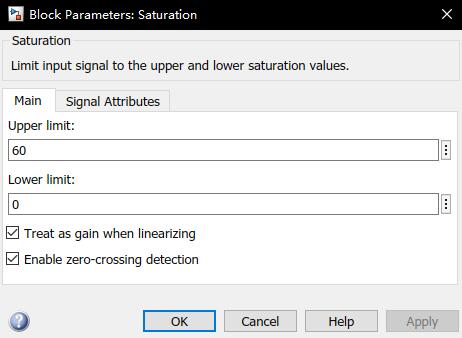 Block Parameters: Saturation
Saturation
Limit input signal to the upper and lower saturation values.
Main Signal Attributes
Upper limit:
60
Lower limit:
0
Treat as gain when linearizing
Enable zero-crossing detection
OK Cancel Help Apply